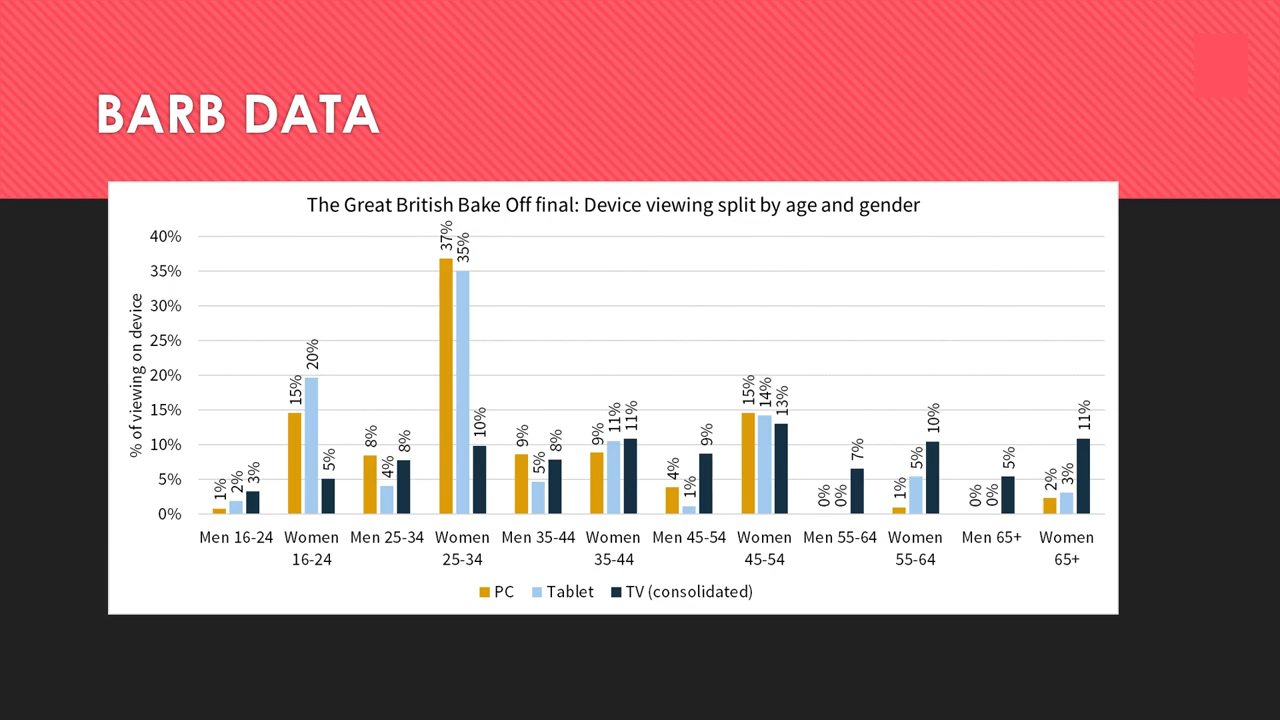 BARB DATA
The Great British Bake Off final: Device viewing split by age and gender
% of viewing on device
40%
35%
30%
25%
20%
15%
10%
5%
0%
1% 2% 3%
15% 20% 5%
8% 4% 8%
37% 35% 10%
9% 5% 8%
9% 11% 11%
4% 1% 9%
15% 14% 13%
0% 0% 7%
1% 5% 10%
0% 0% 5%
2% 3% 11%
Men 16-24 Women Men 25-34 Women Men 35-44 Women Men 45-54 Women Men 55-64 Women Men 65+ Women
16-24 25-34 35-44 45-54 55-64 65+
PC Tablet TV (consolidated)